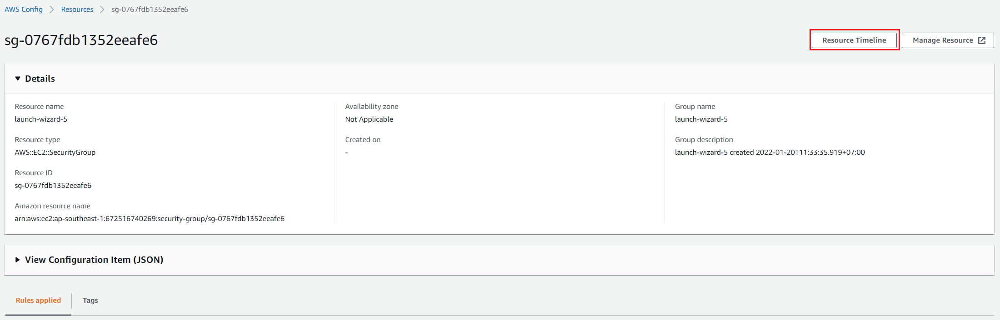 AWS Config > Resources > sg-0767fdb1352eeafe6
sg-0767fdb1352eeafe6
Resource Timeline
Manage Resource
Details
Resource name
launch-wizard-5
Resource type
AWS::EC2::SecurityGroup
Resource ID
sg-0767fdb1352eeafe6
Amazon resource name
arn:aws:ec2:ap-southeast-1:672516740269:security-group/sg-0767fdb1352eeafe6
Availability zone
Not Applicable
Created on
-
Group name
launch-wizard-5
Group description
launch-wizard-5 created 2022-01-20T11:33:35.919+07:00
View Configuration Item (JSON)
Rules applied
Tags